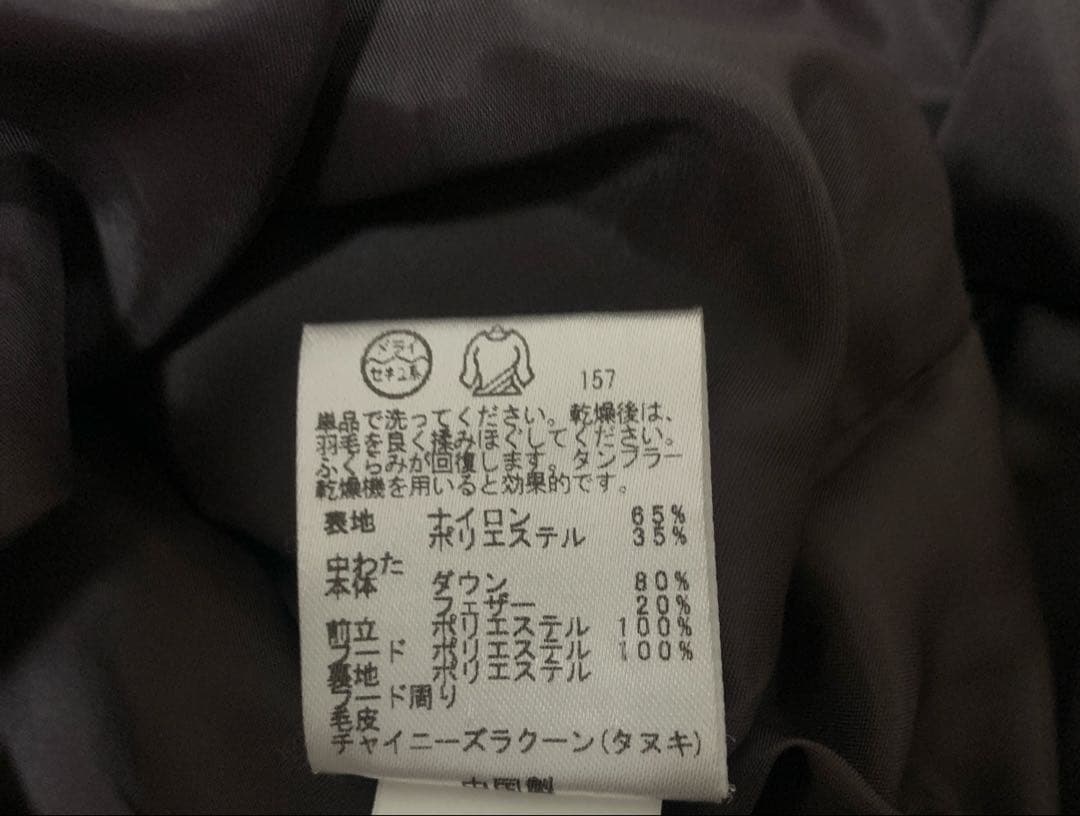 ドライ
セキユ系
157
単品で洗ってください。乾燥後は、
羽毛を良く揉みほぐしてください。
ふくらみが回復します。タンブラー
乾燥機を用いると効果的です。
表地 ナイロン 65%
ポリエステル 35%
中わた
本体 ダウン 80%
フェザー 20%
前立 ポリエステル 100%
フード ポリエステル 100%
裏地 ポリエステル
フード周り
毛皮
チャイニーズラクーン(タヌキ)
中国製